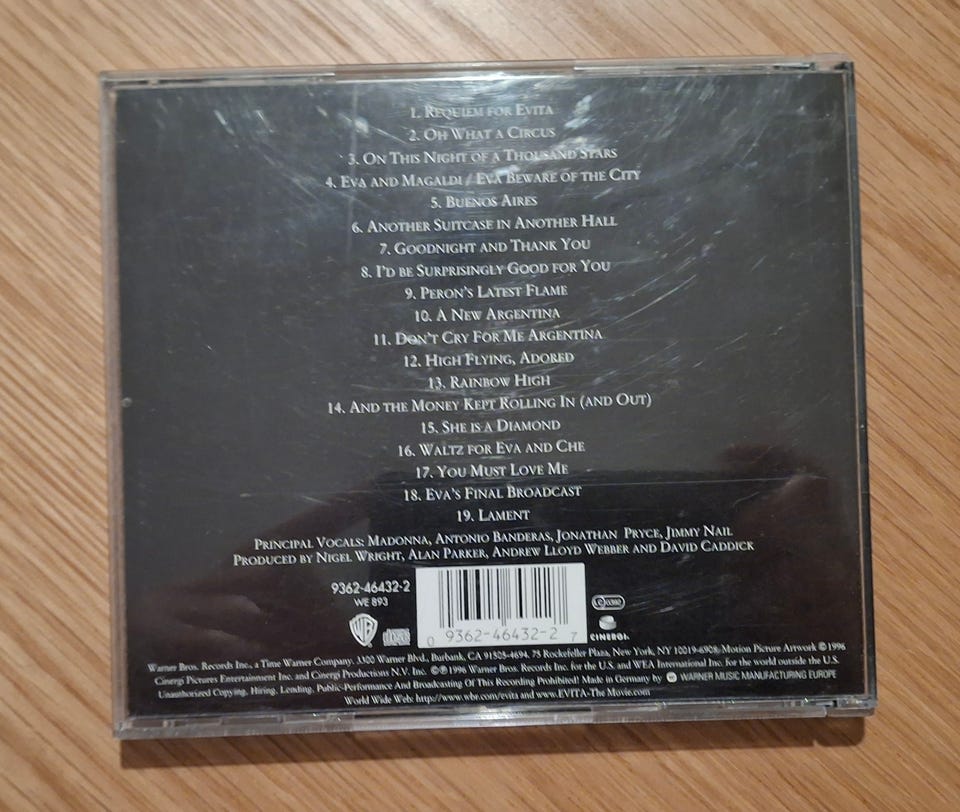 1. Requiem for Evita
2. Oh What a Circus
3. On This Night of a Thousand Stars
4. Eva and Magaldi / Eva Beware of the City
5. Buenos Aires
6. Another Suitcase in Another Hall
7. Goodnight and Thank You
8. I'd be Surprisingly Good for You
9. Peron's Latest Flame
10. A New Argentina
11. Don't Cry For Me Argentina
12. High Flying, Adored
13. Rainbow High
14. And the Money Kept Rolling In (and Out)
15. She is a Diamond
16. Waltz for Eva and Che
17. You Must Love Me
18. Eva's Final Broadcast
19. Lament
Principal Vocals: Madonna, Antonio Banderas, Jonathan Pryce, Jimmy Nail
Produced by Nigel Wright, Alan Parker, Andrew Lloyd Webber and David Caddick
9362-46432-2
WE 893
0 9362-46432-2 7
LC 0392
CINERGI
Warner Bros. Records Inc., a Time Warner Company. 3300 Warner Blvd., Burbank, CA 91505-4694. 75 Rockefeller Plaza, New York, NY 10019-6908. Motion Picture Artwork © 1996
Cinergi Pictures Entertainment Inc. and Cinergi Productions N.V. Inc. ©℗ 1996 Warner Bros. Records Inc. for the U.S. and WEA International Inc. for the world outside the U.S.
Unauthorized Copying, Hiring, Lending, Public Performance And Broadcasting Of This Recording Prohibited! Made in Germany by WARNER MUSIC MANUFACTURING EUROPE
World Wide Web: http://www.wbr.com/evita and www.EVITA-The Movie.com